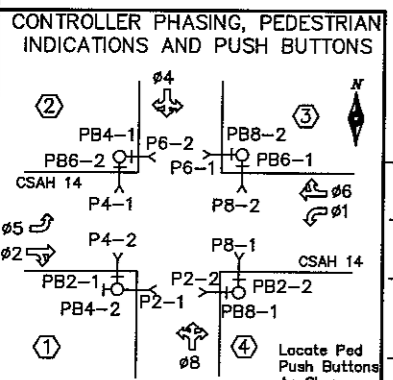 CONTROLLER PHASING, PEDESTRIAN
INDICATIONS AND PUSH BUTTONS
ø4
N
2
3
PB4-1
P6-2
PB8-2
PB6-2
P6-1
PB6-1
CSAH 14
P4-1
P8-2
ø6
ø1
ø5
ø2
P4-2
P8-1
CSAH 14
PB2-1
P2-2
PB2-2
PB4-2
P2-1
PB8-1
1
ø8
4
Locate Ped
Push Buttons